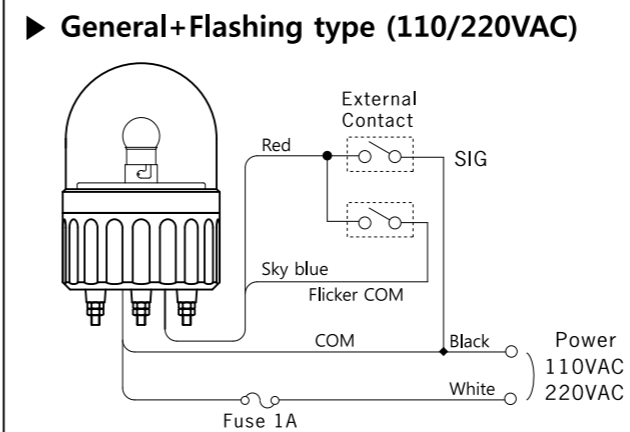 ▶ General+Flashing type (110/220VAC)
External
Contact
Red
SIG
Sky blue
Flicker COM
COM
Black
Power
110VAC
220VAC
White
Fuse 1A